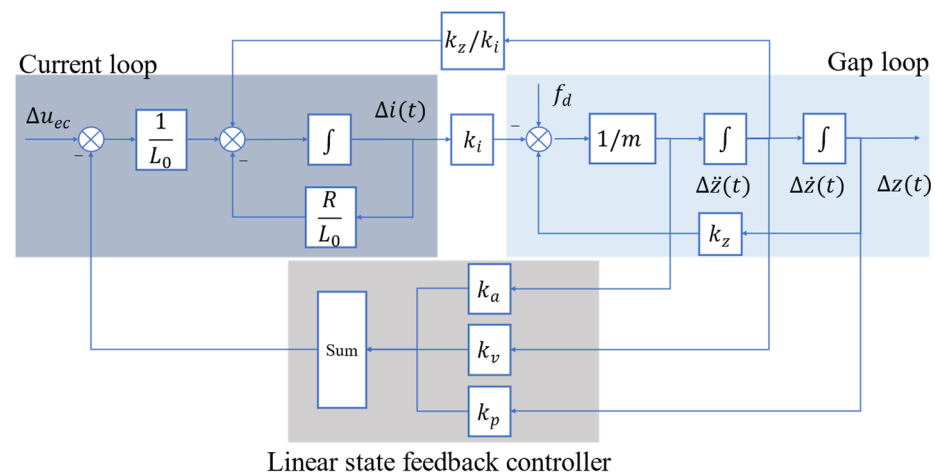 k_z/k_i
Current loop
Gap loop
Δu_ec
1/L_0
Δi(t)
f_d
∫
k_i
1/m
∫
∫
−
−
−
R/L_0
Δz̈(t)
Δż(t)
Δz(t)
k_z
k_a
Sum
k_v
k_p
Linear state feedback controller